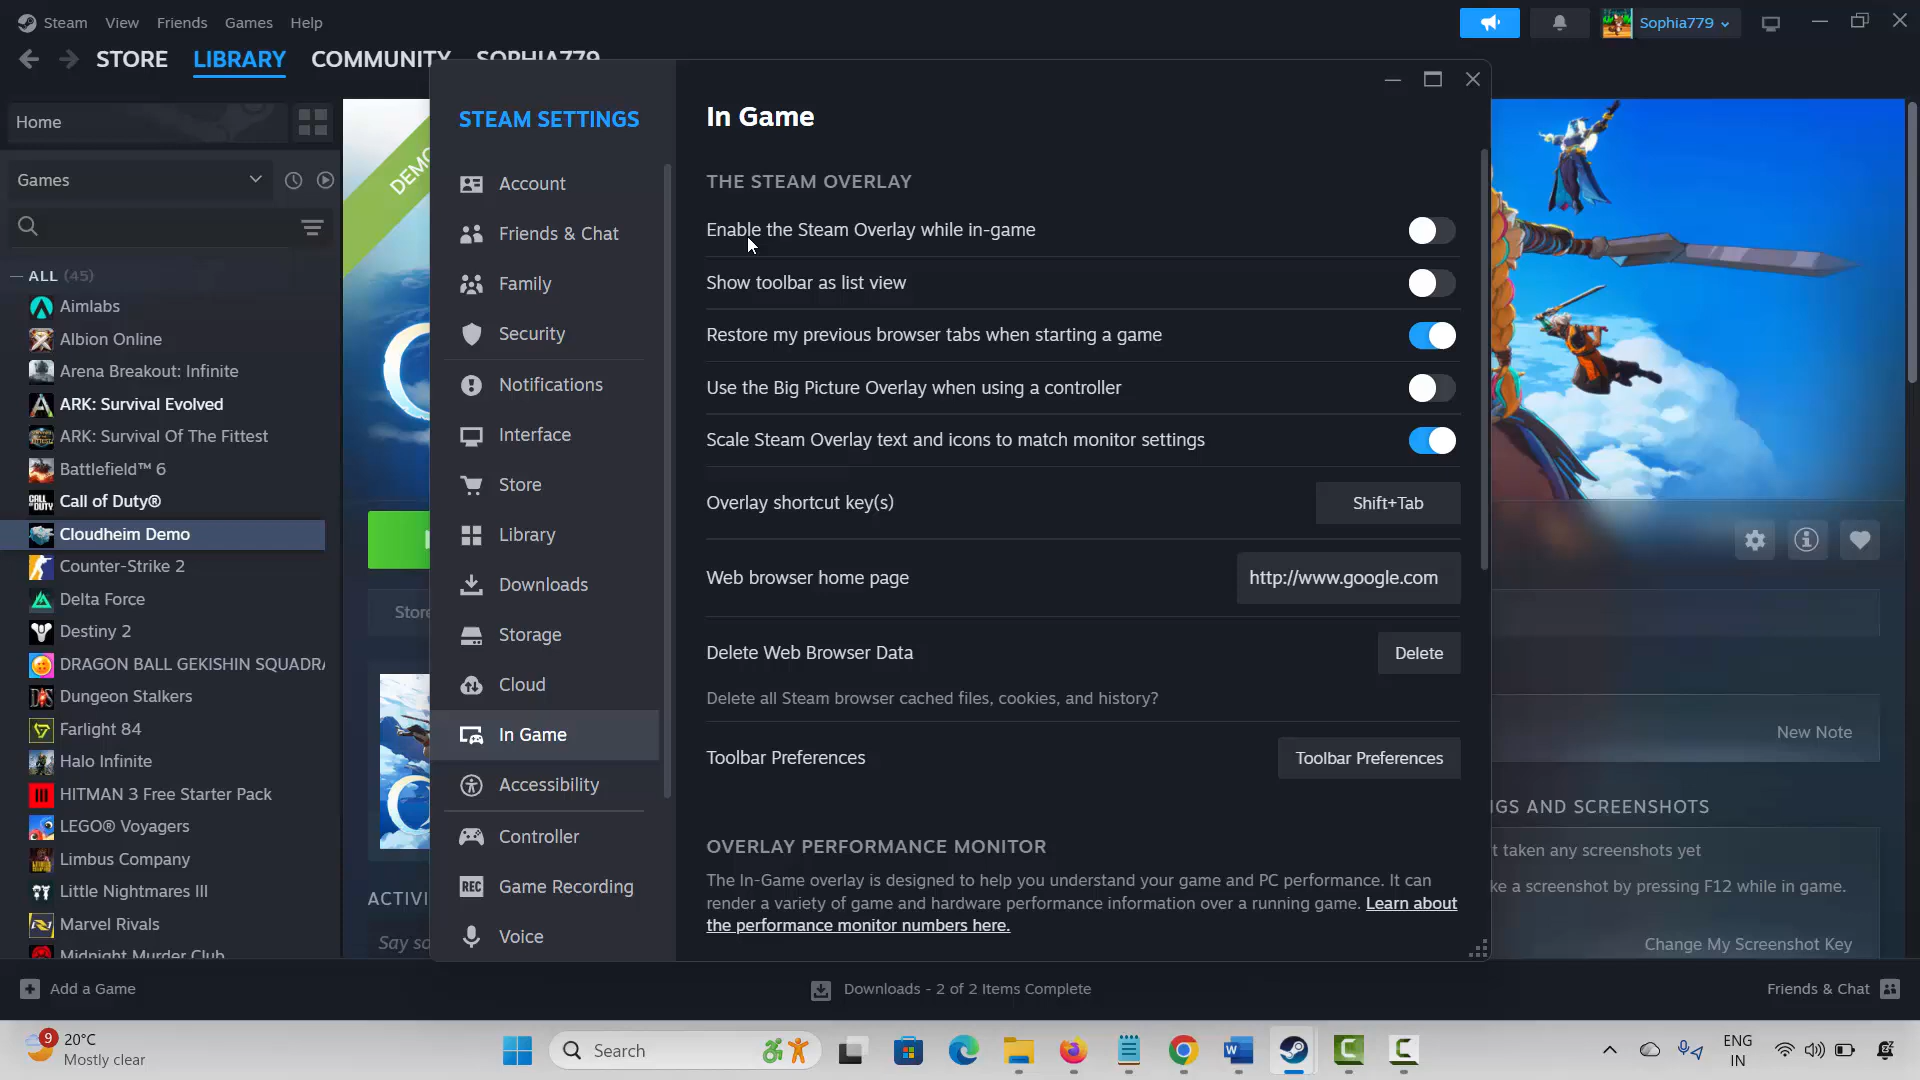 Steam View Friends Games Help
Sophia779
STORE LIBRARY COMMUNITY SOPHIA779
Home
Games
ALL (45)
Aimlabs
Albion Online
Arena Breakout: Infinite
ARK: Survival Evolved
ARK: Survival Of The Fittest
Battlefield™ 6
Call of Duty®
Cloudheim Demo
Counter-Strike 2
Delta Force
Destiny 2
DRAGON BALL GEKISHIN SQUADRA
Dungeon Stalkers
Farlight 84
Halo Infinite
HITMAN 3 Free Starter Pack
LEGO® Voyagers
Limbus Company
Little Nightmares III
Marvel Rivals
Midnight Murder Club
DEMO
Store
ACTIVI
Say so
STEAM SETTINGS
Account
Friends & Chat
Family
Security
Notifications
Interface
Store
Library
Downloads
Storage
Cloud
In Game
Accessibility
Controller
REC Game Recording
Voice
In Game
THE STEAM OVERLAY
Enable the Steam Overlay while in-game
Show toolbar as list view
Restore my previous browser tabs when starting a game
Use the Big Picture Overlay when using a controller
Scale Steam Overlay text and icons to match monitor settings
Overlay shortcut key(s) Shift+Tab
Web browser home page http://www.google.com
Delete Web Browser Data Delete
Delete all Steam browser cached files, cookies, and history?
Toolbar Preferences Toolbar Preferences
OVERLAY PERFORMANCE MONITOR
The In-Game overlay is designed to help you understand your game and PC performance. It can
render a variety of game and hardware performance information over a running game. Learn about
the performance monitor numbers here.
New Note
NGS AND SCREENSHOTS
t taken any screenshots yet
ke a screenshot by pressing F12 while in game.
Change My Screenshot Key
Add a Game
Downloads - 2 of 2 Items Complete
Friends & Chat
9
20°C
Mostly clear
Search
ENG
IN